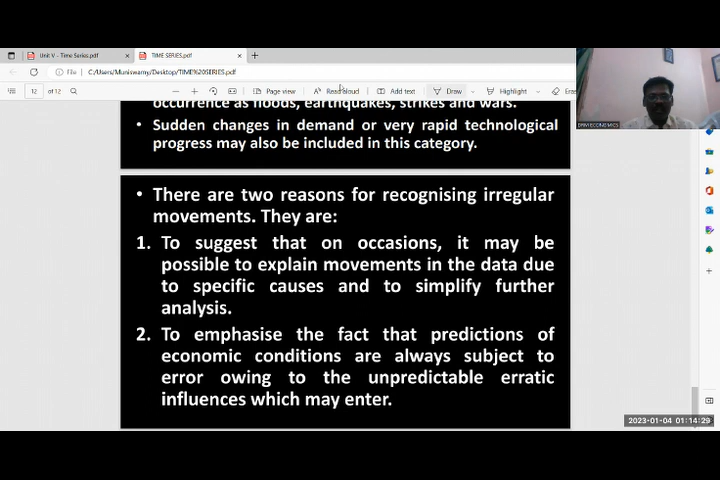 Unit V - Time Series.pdf
TIME SERIES.pdf
File
C:/Users/Muniswamy/Desktop/TIME%20SERIES.pdf
12 of 12
Page view
Read aloud
Add text
Draw
Highlight
Eras
occurrence as floods, earthquakes, strikes and wars.
• Sudden changes in demand or very rapid technological
progress may also be included in this category.
• There are two reasons for recognising irregular
movements. They are:
1. To suggest that on occasions, it may be
possible to explain movements in the data due
to specific causes and to simplify further
analysis.
2. To emphasise the fact that predictions of
economic conditions are always subject to
error owing to the unpredictable erratic
influences which may enter.
2023-01-04 01:14:29